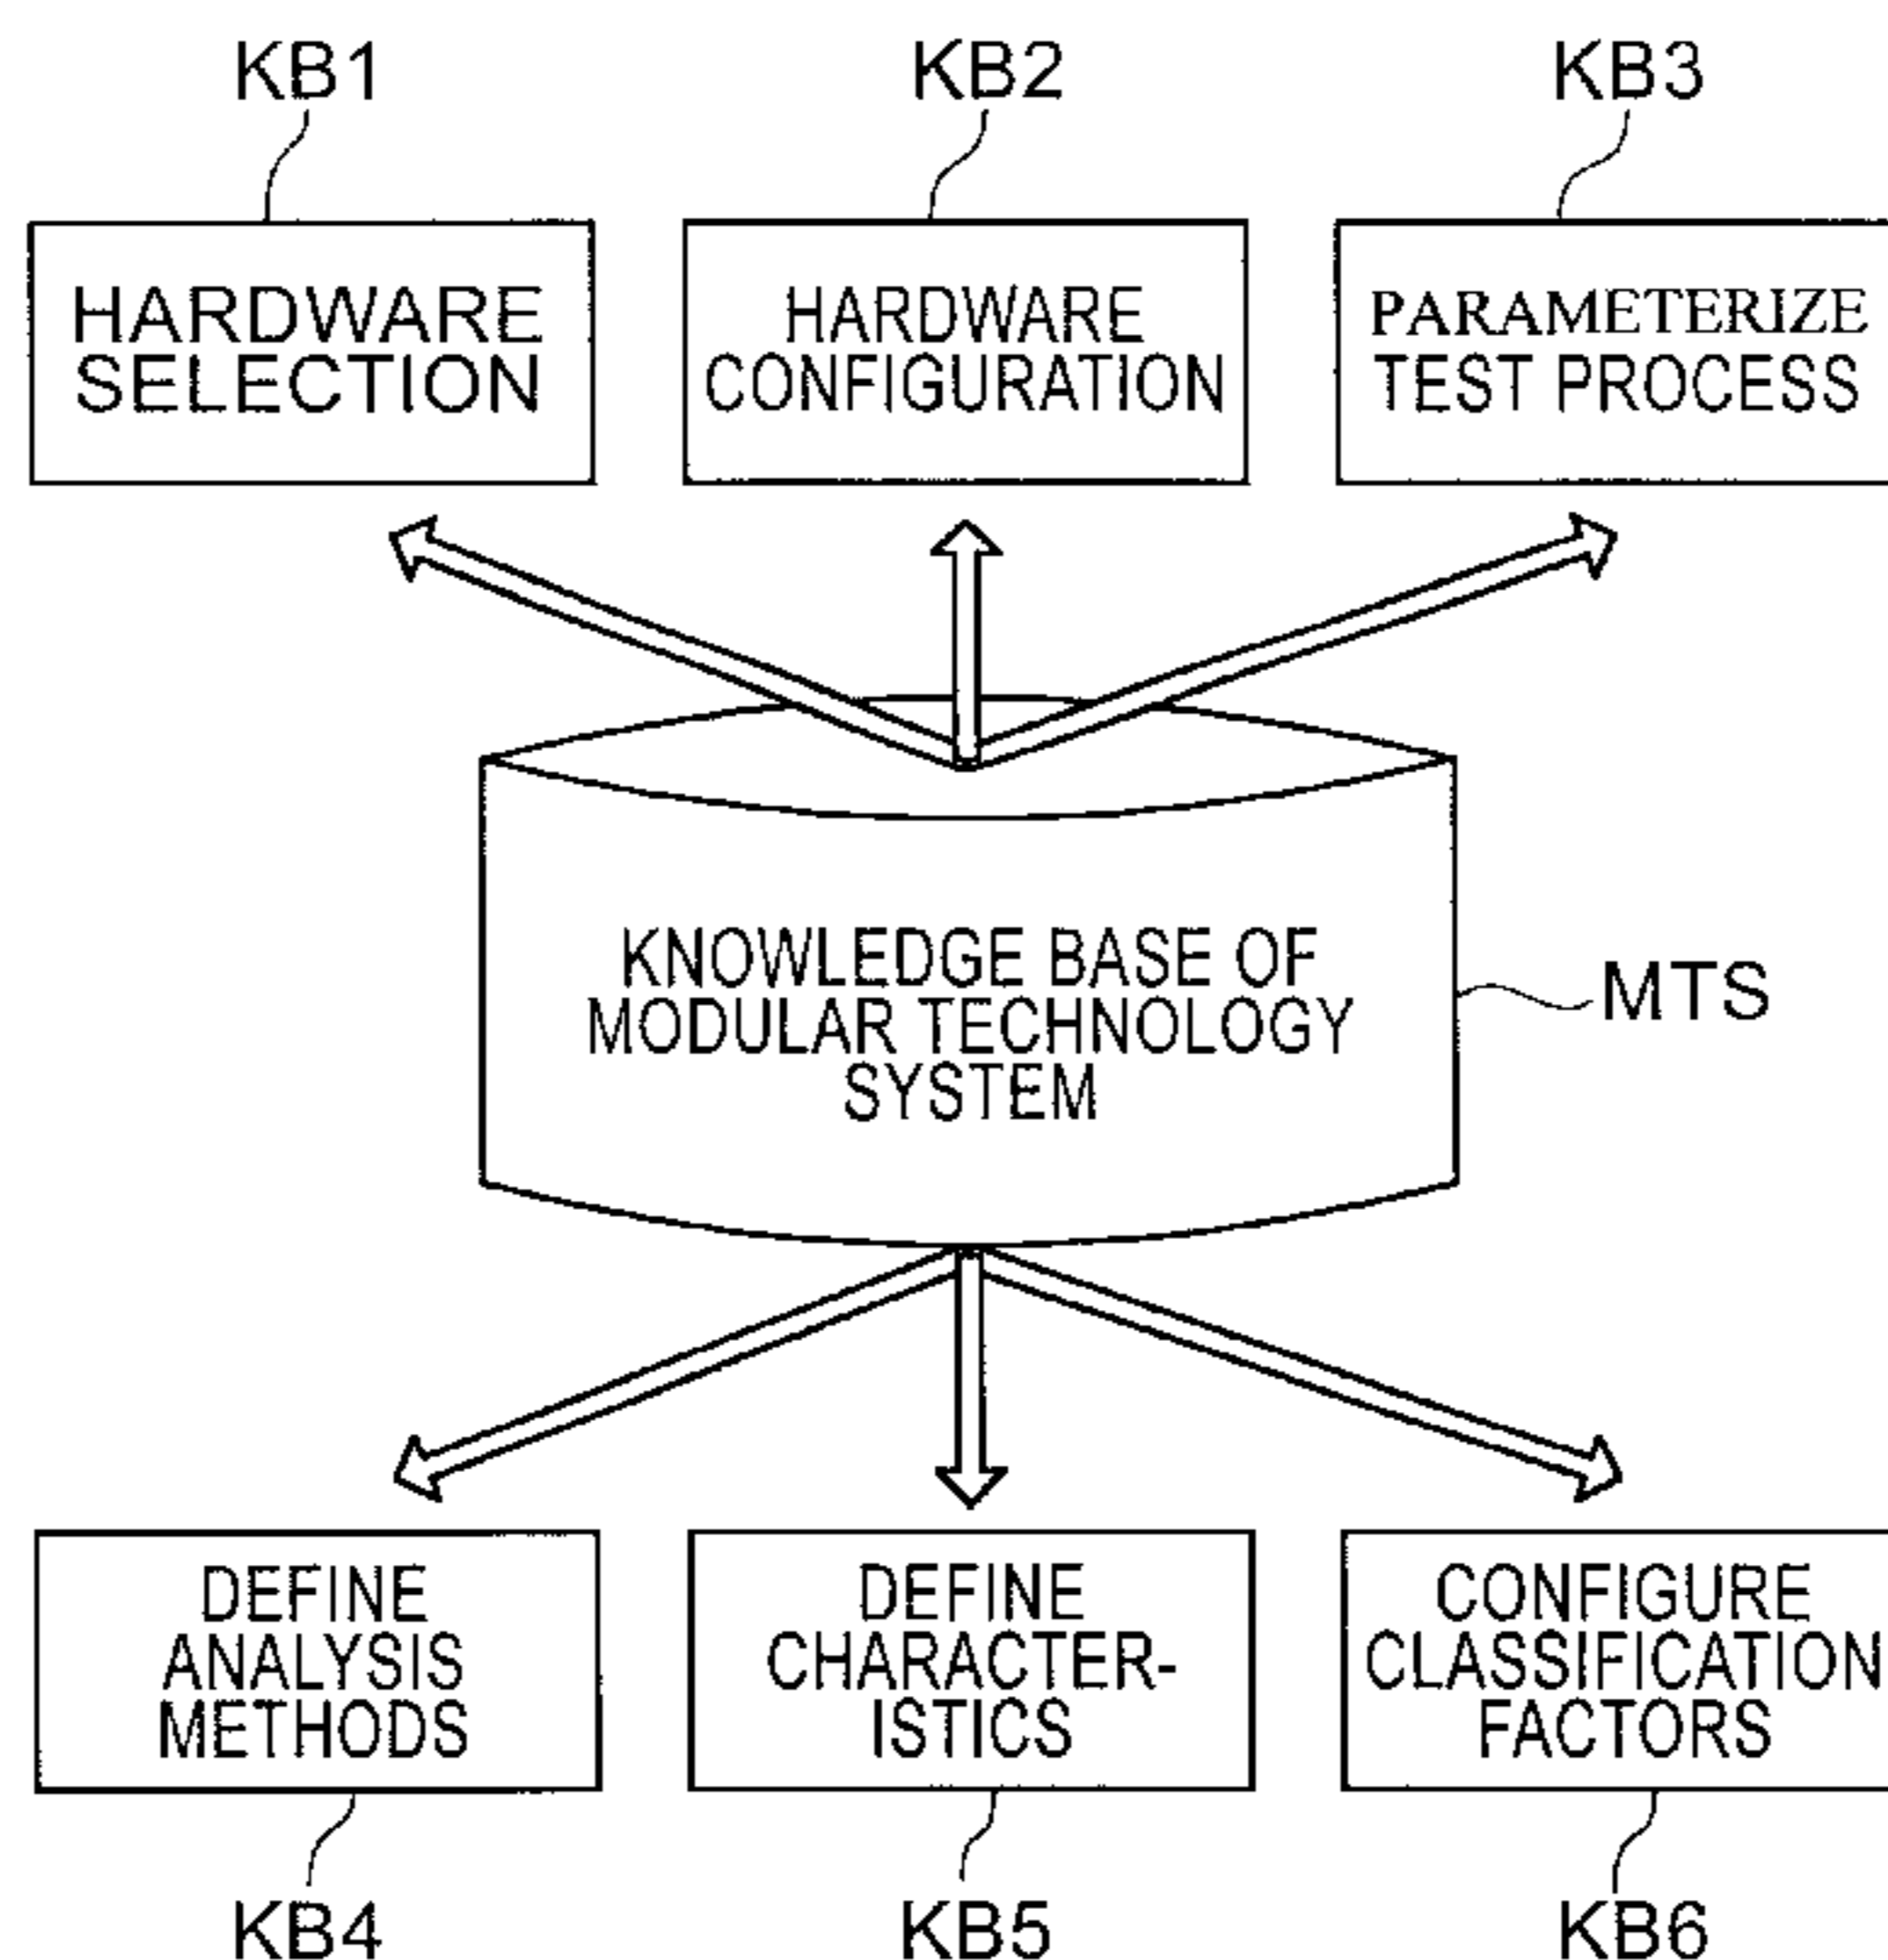 KB1
KB2
KB3
HARDWARE
SELECTION
HARDWARE
CONFIGURATION
PARAMETERIZE
TEST PROCESS
KNOWLEDGE BASE OF
MODULAR TECHNOLOGY
SYSTEM
MTS
DEFINE
ANALYSIS
METHODS
DEFINE
CHARACTER-
ISTICS
CONFIGURE
CLASSIFICATION
FACTORS
KB4
KB5
KB6